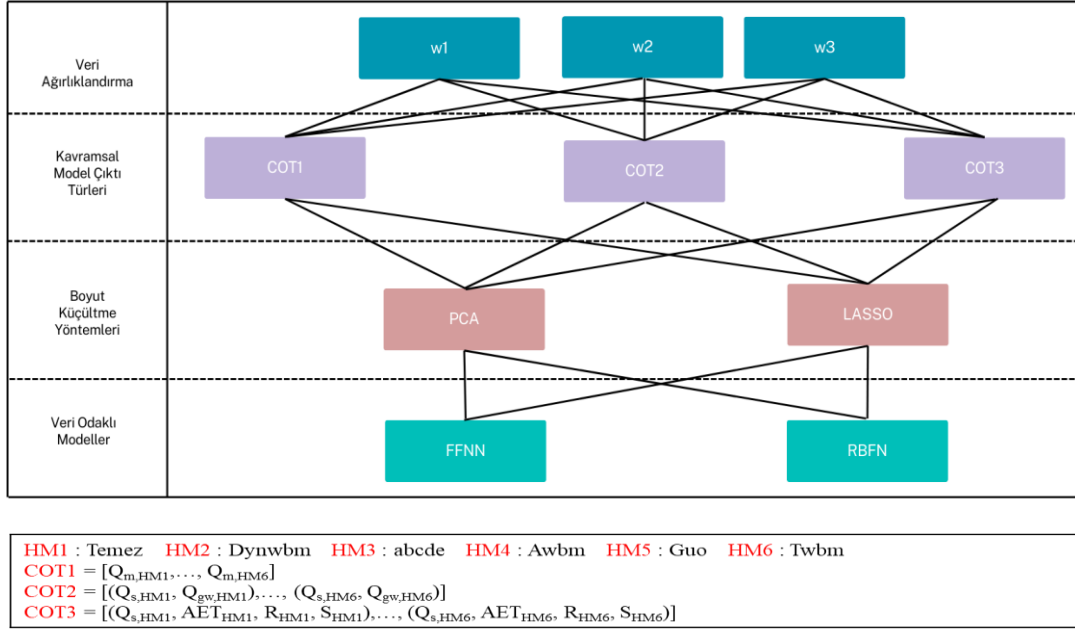 Veri
Ağırlıklandırma
w1
w2
w3
Kavramsal
Model Çıktı
Türleri
COT1
COT2
COT3
Boyut
Küçültme
Yöntemleri
PCA
LASSO
Veri Odaklı
Modeller
FFNN
RBFN
HM1 : Temez HM2 : Dynwbm HM3 : abcde HM4 : Awbm HM5 : Guo HM6 : Twbm
COT1 = [Qm,HM1,..., Qm,HM6]
COT2 = [(Qs,HM1, Qgw,HM1),..., (Qs,HM6, Qgw,HM6)]
COT3 = [(Qs,HM1, AETHM1, RHM1, SHM1),..., (Qs,HM6, AETHM6, RHM6, SHM6)]